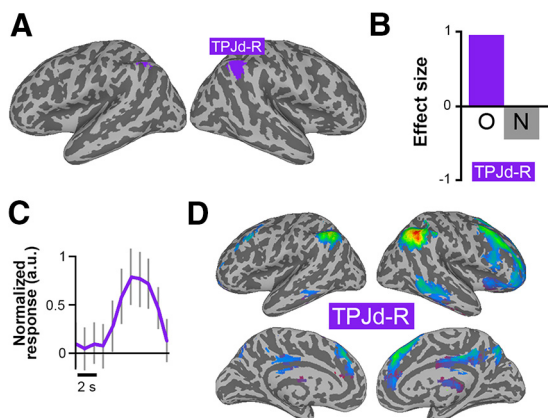 A
TPJd-R
B
Effect size
1
0
-1
O
N
TPJd-R
C
Normalized
response (a.u.)
1
0.5
0
2 s
D
TPJd-R